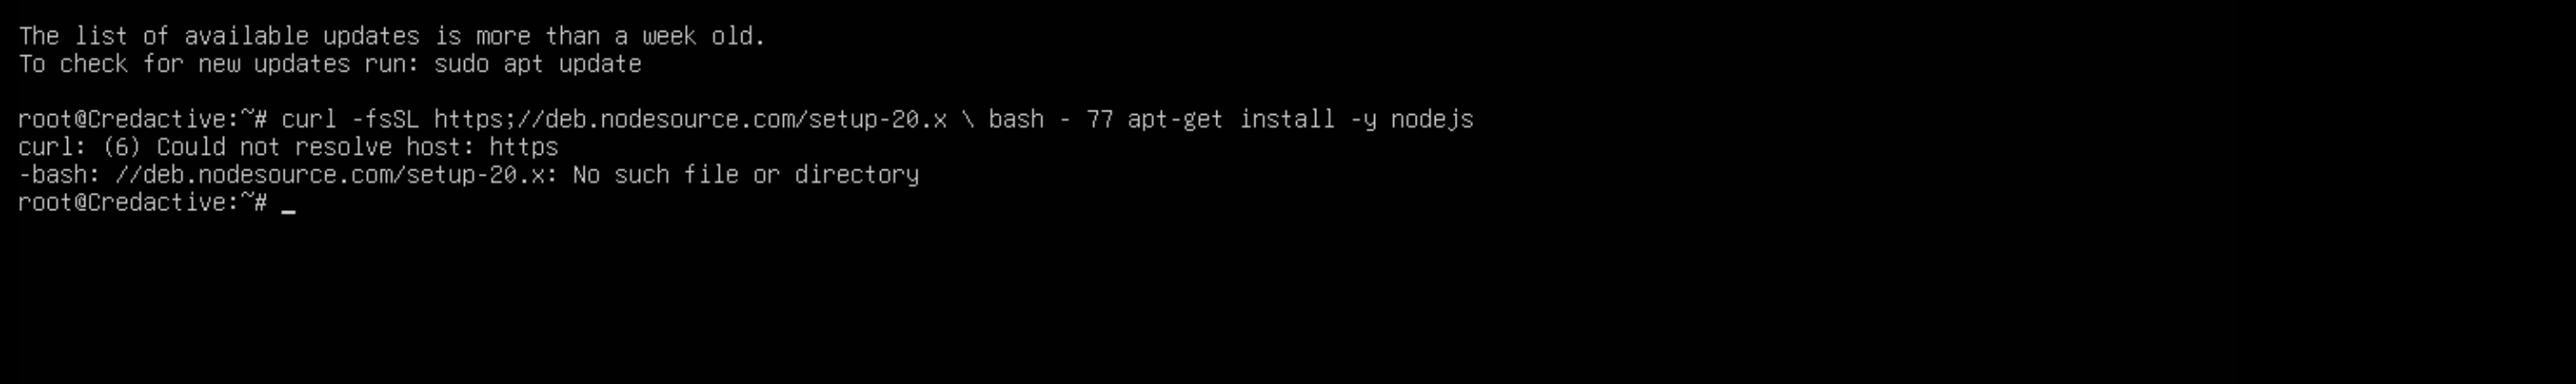 The list of available updates is more than a week old.
To check for new updates run: sudo apt update
root@Credactive:~# curl -fsSL https;//deb.nodesource.com/setup-20.x \ bash - 77 apt-get install -y nodejs
curl: (6) Could not resolve host: https
-bash: //deb.nodesource.com/setup-20.x: No such file or directory
root@Credactive:~# _